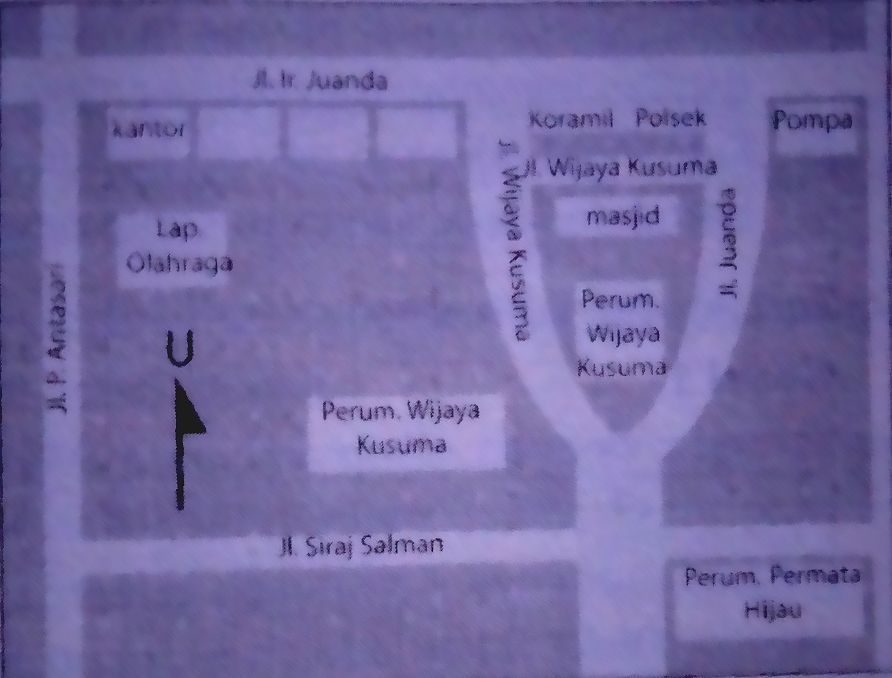 Jl. Ir. Juanda
kantor
Koramil Polsek
Pompa
Jl. Wijaya Kusuma
Jl. Wijaya Kusuma
masjid
Jl. Juanda
Lap.
Olahraga
Jl. P. Antasari
U
Perum.
Wijaya
Kusuma
Perum. Wijaya
Kusuma
Jl. Siraj Salman
Perum. Permata
Hijau